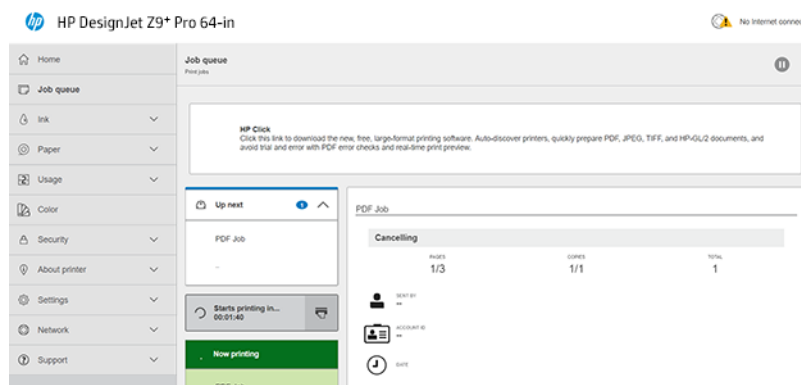 hp HP DesignJet Z9⁺ Pro 64-in
No Internet connec
Home
Job queue
Ink
Paper
Usage
Color
Security
About printer
Settings
Network
Support
Job queue
Print jobs
HP Click
Click this link to download the new, free, large-format printing software. Auto-discover printers, quickly prepare PDF, JPEG, TIFF, and HP-GL/2 documents, and
avoid trial and error with PDF error checks and real-time print preview.
Up next 1
PDF Job
--
Starts printing in...
00:01:40
Now printing
PDF Job
Cancelling
PAGES COPIES TOTAL
1/3 1/1 1
SENT BY
--
ACCOUNT ID
--
DATE